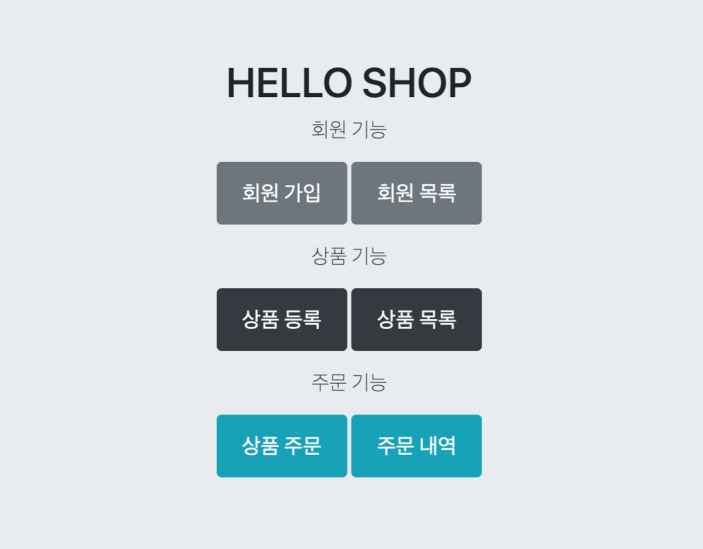 HELLO SHOP
회원 기능
회원 가입 회원 목록
상품 기능
상품 등록 상품 목록
주문 기능
상품 주문 주문 내역